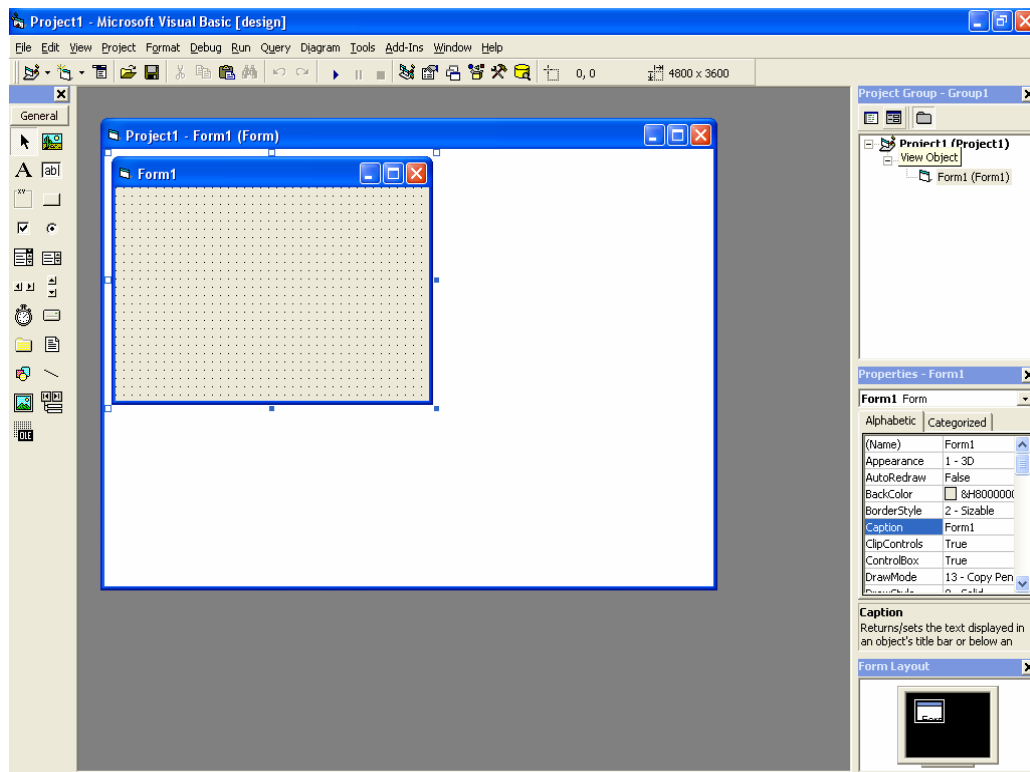 Project1 - Microsoft Visual Basic [design]
File Edit View Project Format Debug Run Query Diagram Tools Add-Ins Window Help
0, 0 4800 x 3600
General
A ab|
XY
OLE
Project1 - Form1 (Form)
Form1
Project Group - Group1
Project1 (Project1)
View Object
Form1 (Form1)
Properties - Form1
Form1 Form
Alphabetic Categorized
(Name) Form1
Appearance 1 - 3D
AutoRedraw False
BackColor &H8000000
BorderStyle 2 - Sizable
Caption Form1
ClipControls True
ControlBox True
DrawMode 13 - Copy Pen
Caption
Returns/sets the text displayed in
an object's title bar or below an
Form Layout